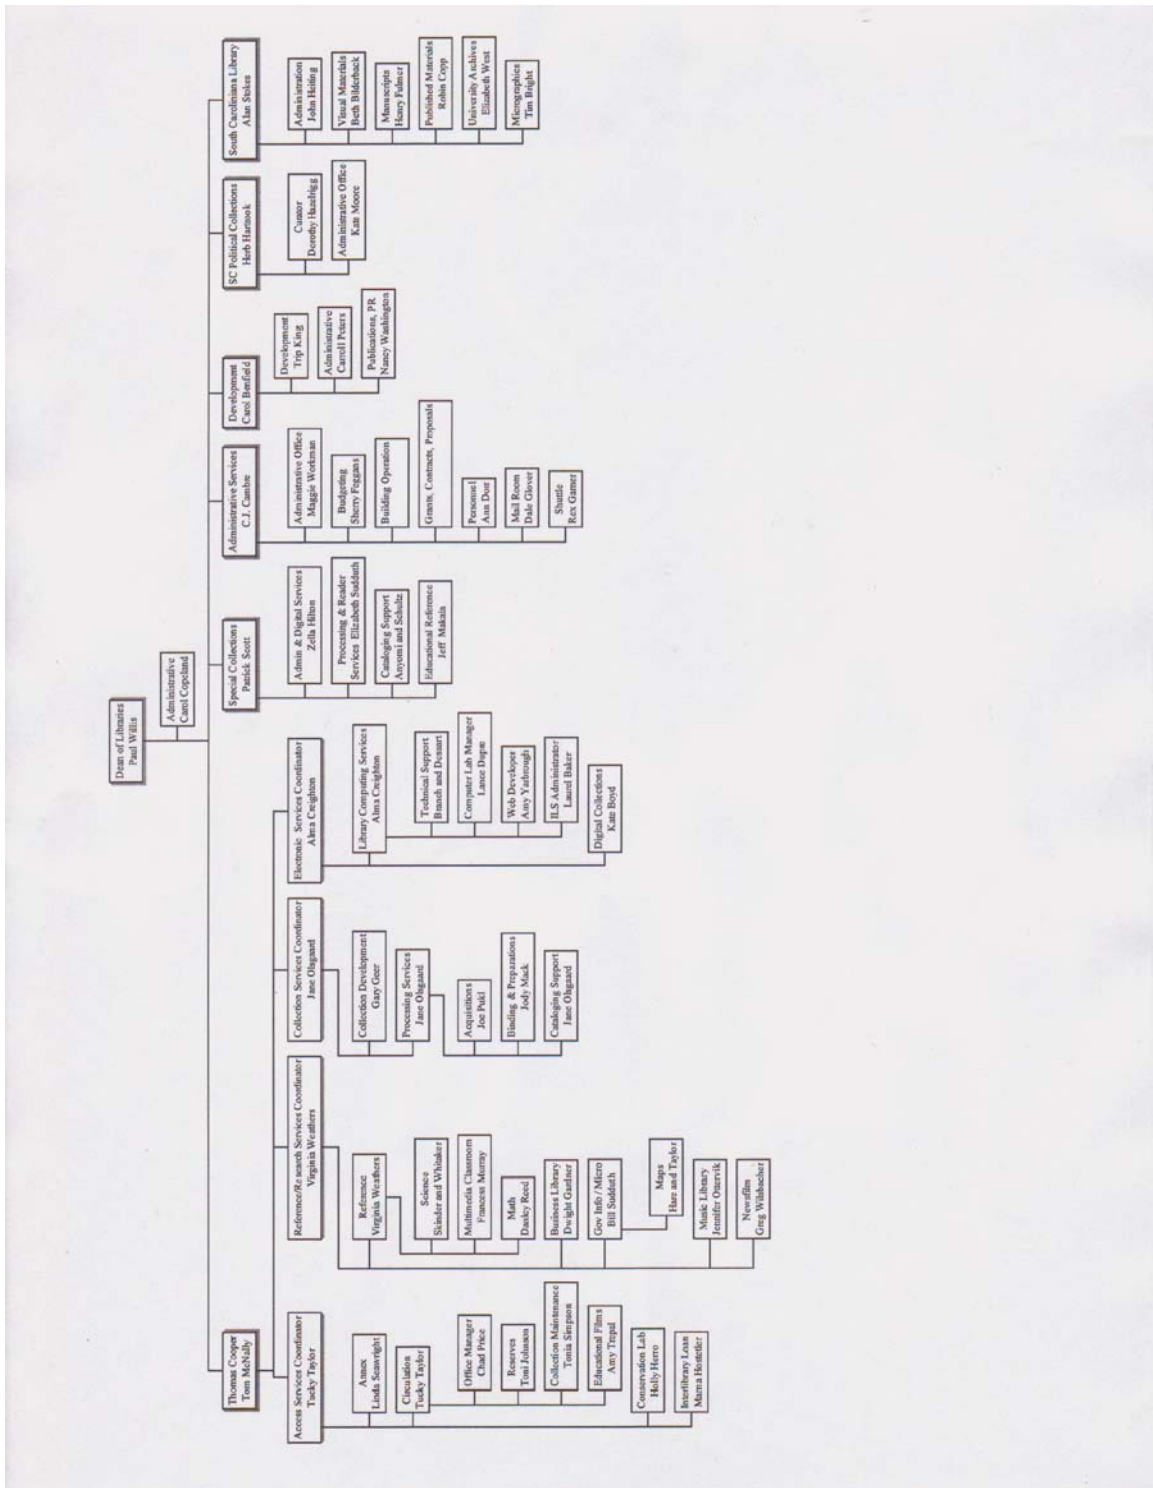 Dean of Libraries
Paul Willis
Administrative
Carol Copeland
Thomas Cooper
Tom McNally
Access Services Coordinator
Tucky Taylor
Annex
Linda Seawright
Circulation
Tucky Taylor
Office Manager
Chad Price
Reserves
Toni Johnson
Collection Maintenance
Tonia Simpson
Educational Films
Amy Trepal
Conservation Lab
Holly Herro
Interlibrary Loan
Marna Hostetler
Reference/Research Services Coordinator
Virginia Weathers
Reference
Virginia Weathers
Science
Skinder and Whitaker
Multimedia Classroom
Francess Murray
Math
Danley Reed
Business Library
Dwight Gardner
Gov Info / Micro
Bill Sudduth
Maps
Hare and Taylor
Music Library
Jennifer Ottervik
Newsfilm
Greg Wilsbacher
Collection Services Coordinator
Jane Olsgaard
Collection Development
Gary Geer
Processing Services
Jane Olsgaard
Acquisitions
Joe Pukl
Binding & Preparations
Jody Mack
Cataloging Support
Jane Olsgaard
Electronic Services Coordinator
Alma Creighton
Library Computing Services
Alma Creighton
Technical Support
Branch and Dessart
Computer Lab Manager
Lance Dupre
Web Developer
Amy Yarbrough
ILS Administrator
Laurel Baker
Digital Collections
Kate Boyd
Special Collections
Patrick Scott
Admin & Digital Services
Zella Hilton
Processing & Reader
Services Elizabeth Sudduth
Cataloging Support
Anyomi and Schultz
Educational Reference
Jeff Makala
Administrative Services
C.J. Cambre
Administrative Office
Maggie Workman
Budgeting
Sherry Feggans
Building Operation
Grants, Contracts, Proposals
Personnel
Ann Dorr
Mail Room
Dale Glover
Shuttle
Rex Garner
Development
Carol Benfield
Development
Trip King
Administrative
Carroll Peters
Publications, PR
Nancy Washington
SC Political Collections
Herb Hartsook
Curator
Dorothy Hazelrigg
Administrative Office
Kate Moore
South Caroliniana Library
Alan Stokes
Administration
John Heiting
Visual Materials
Beth Bilderback
Manuscripts
Henry Fulmer
Published Materials
Robin Copp
University Archives
Elizabeth West
Micrographics
Tim Bright